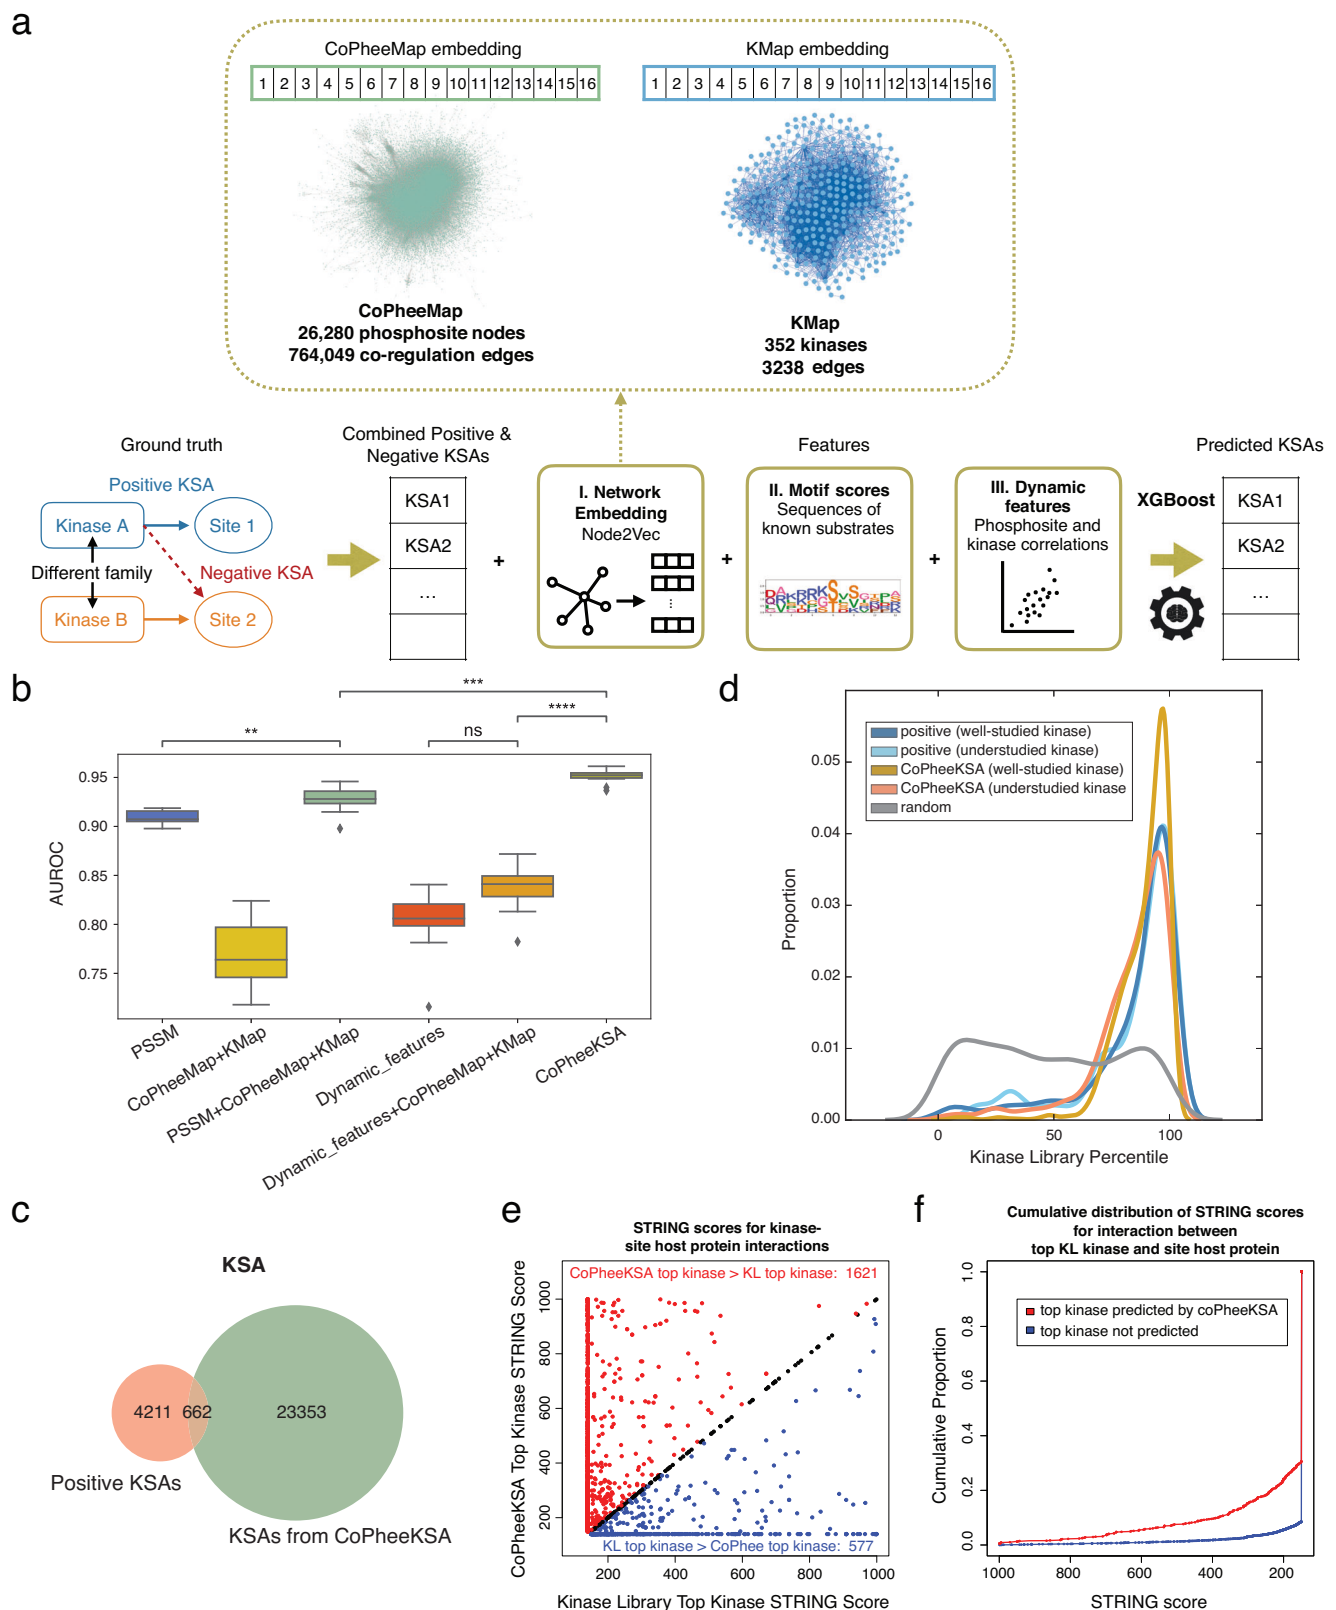 a
CoPheeMap embedding
1 2 3 4 5 6 7 8 9 10 11 12 13 14 15 16
KMap embedding
1 2 3 4 5 6 7 8 9 10 11 12 13 14 15 16
CoPheeMap
26,280 phosphosite nodes
764,049 co-regulation edges
KMap
352 kinases
3238 edges
Ground truth
Positive KSA
Kinase A
Site 1
Different family
Negative KSA
Kinase B
Site 2
Combined Positive &
Negative KSAs
KSA1
KSA2
...
+
Features
I. Network
Embedding
Node2Vec
...
+
II. Motif scores
Sequences of
known substrates
+
III. Dynamic
features
Phosphosite and
kinase correlations
XGBoost
Predicted KSAs
KSA1
KSA2
...
b
***
****
**
ns
AUROC
0.95
0.90
0.85
0.80
0.75
PSSM
CoPheeMap+KMap
PSSM+CoPheeMap+KMap
Dynamic_features
Dynamic_features+CoPheeMap+KMap
CoPheeKSA
d
positive (well-studied kinase)
positive (understudied kinase)
CoPheeKSA (well-studied kinase)
CoPheeKSA (understudied kinase
random
Proportion
0.05
0.04
0.03
0.02
0.01
0.00
0 50 100
Kinase Library Percentile
c
KSA
4211 662 23353
Positive KSAs
KSAs from CoPheeKSA
e
STRING scores for kinase-
site host protein interactions
CoPheeKSA top kinase > KL top kinase: 1621
KL top kinase > CoPhee top kinase: 577
CoPheeKSA Top Kinase STRING Score
1000
800
600
400
200
200 400 600 800 1000
Kinase Library Top Kinase STRING Score
f
Cumulative distribution of STRING scores
for interaction between
top KL kinase and site host protein
top kinase predicted by coPheeKSA
top kinase not predicted
Cumulative Proportion
1.0
0.8
0.6
0.4
0.2
0.0
1000 800 600 400 200
STRING score